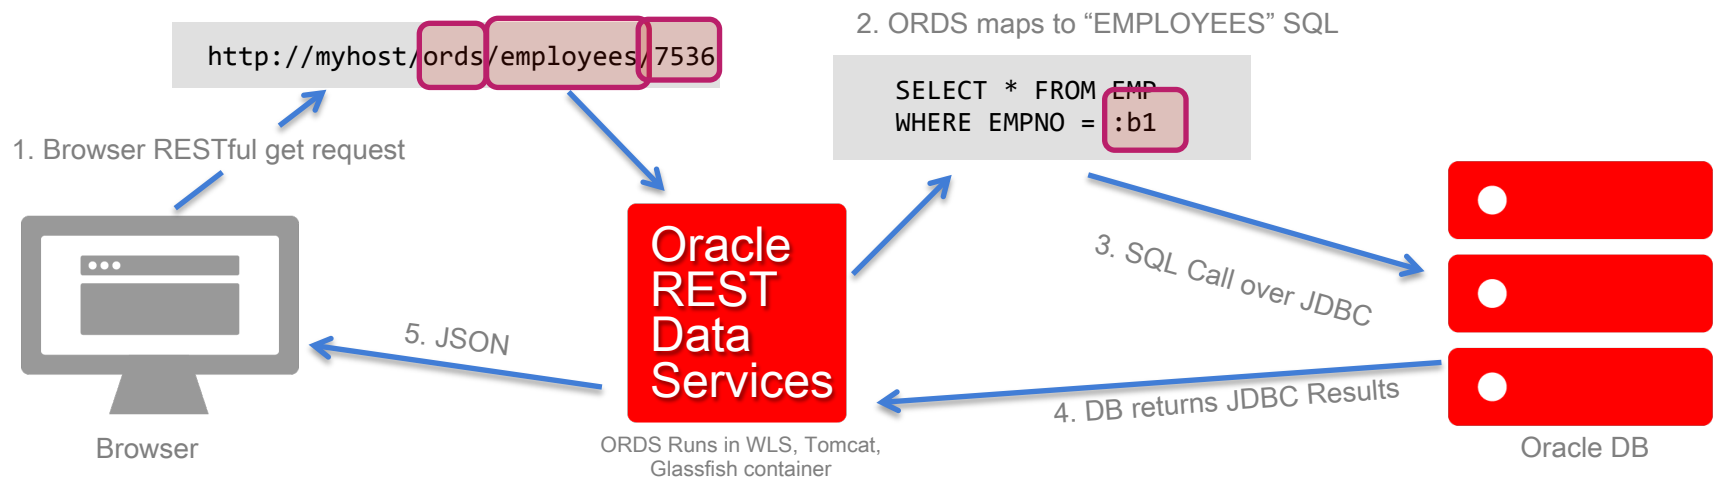 http://myhost/ords/employees/7536
1. Browser RESTful get request
2. ORDS maps to “EMPLOYEES” SQL
SELECT * FROM EMP
WHERE EMPNO = :b1
3. SQL Call over JDBC
Oracle
REST
Data
Services
5. JSON
4. DB returns JDBC Results
Browser
ORDS Runs in WLS, Tomcat,
Glassfish container
Oracle DB